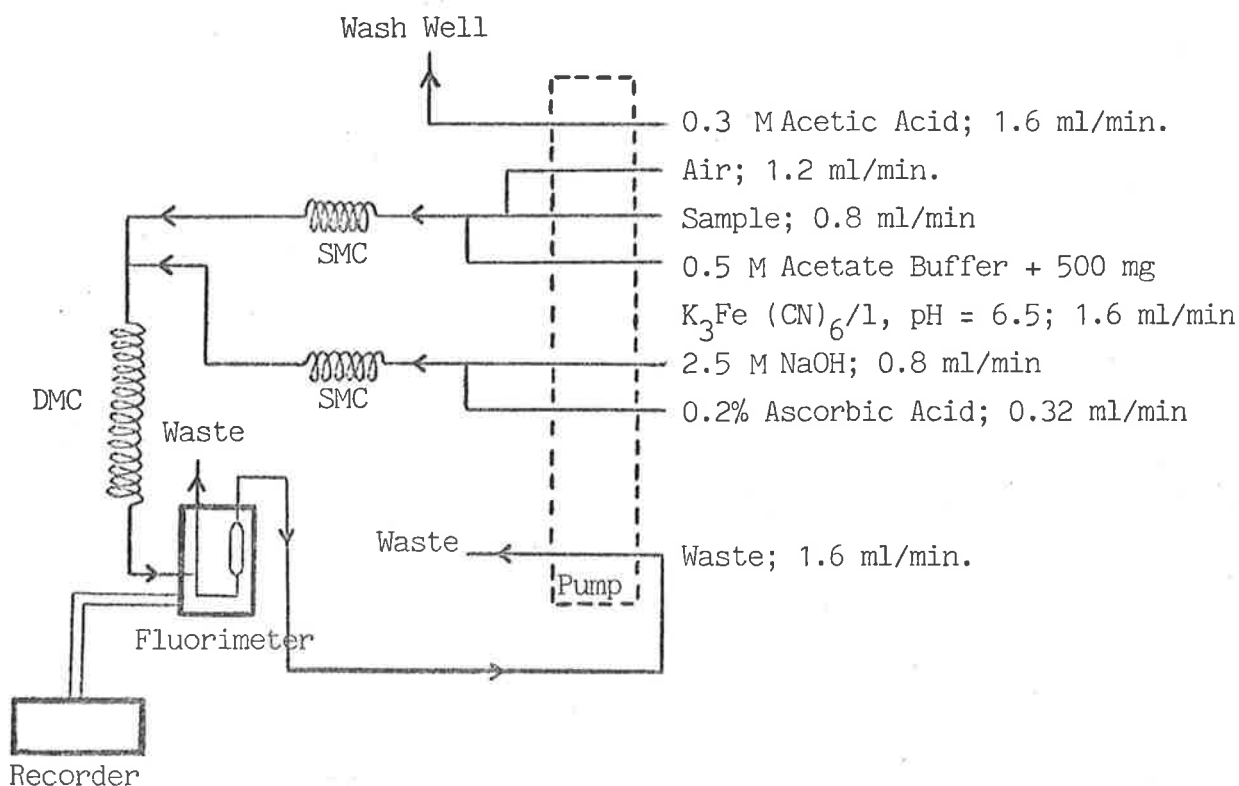 Wash Well
0.3 M Acetic Acid; 1.6 ml/min.
Air; 1.2 ml/min.
Sample; 0.8 ml/min
SMC
0.5 M Acetate Buffer + 500 mg
K₃Fe (CN)₆/l, pH = 6.5; 1.6 ml/min
2.5 M NaOH; 0.8 ml/min
SMC
0.2% Ascorbic Acid; 0.32 ml/min
DMC
Waste
Waste
Waste; 1.6 ml/min.
Pump
Fluorimeter
Recorder